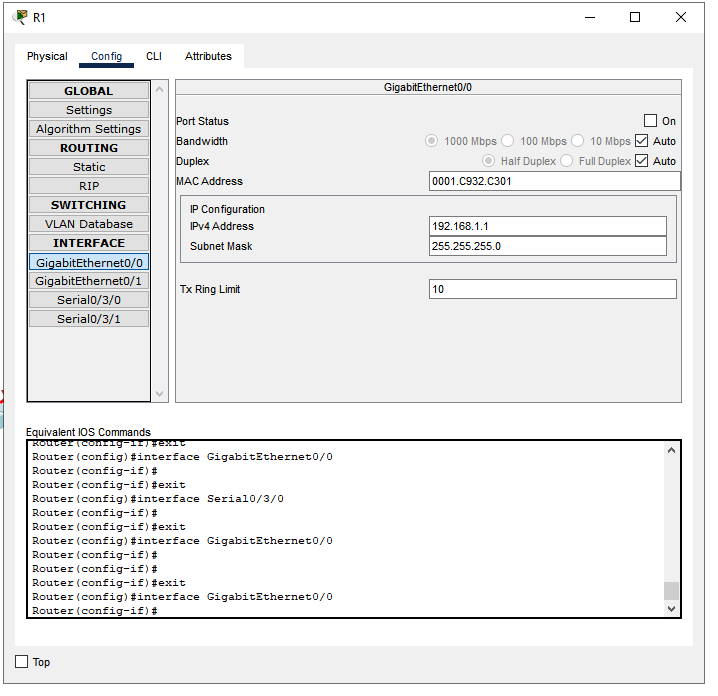 R1
Physical Config CLI Attributes
GLOBAL
Settings
Algorithm Settings
ROUTING
Static
RIP
SWITCHING
VLAN Database
INTERFACE
GigabitEthernet0/0
GigabitEthernet0/1
Serial0/3/0
Serial0/3/1
GigabitEthernet0/0
Port Status On
Bandwidth 1000 Mbps 100 Mbps 10 Mbps Auto
Duplex Half Duplex Full Duplex Auto
MAC Address 0001.C932.C301
IP Configuration
IPv4 Address 192.168.1.1
Subnet Mask 255.255.255.0
Tx Ring Limit 10
Equivalent IOS Commands
Router(config-if)#exit
Router(config)#interface GigabitEthernet0/0
Router(config-if)#
Router(config-if)#exit
Router(config)#interface Serial0/3/0
Router(config-if)#
Router(config-if)#exit
Router(config)#interface GigabitEthernet0/0
Router(config-if)#
Router(config-if)#
Router(config-if)#exit
Router(config)#interface GigabitEthernet0/0
Router(config-if)#
Top